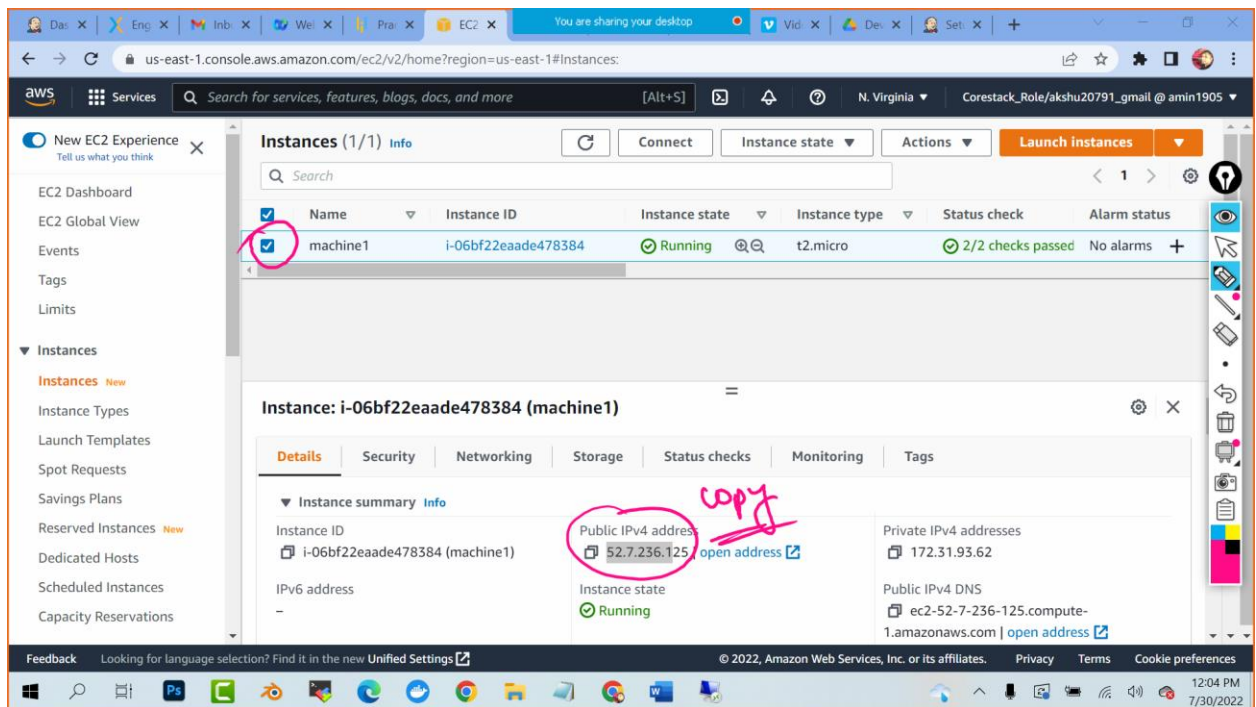 Das Eng Inb Wel Prac EC2 You are sharing your desktop Vid Dev Set
us-east-1.console.aws.amazon.com/ec2/v2/home?region=us-east-1#Instances:
aws Services Search for services, features, blogs, docs, and more [Alt+S] N. Virginia Corestack_Role/akshu20791_gmail @ amin1905
New EC2 Experience
Tell us what you think
EC2 Dashboard
EC2 Global View
Events
Tags
Limits
Instances
Instances New
Instance Types
Launch Templates
Spot Requests
Savings Plans
Reserved Instances New
Dedicated Hosts
Scheduled Instances
Capacity Reservations
Instances (1/1) Info Connect Instance state Actions Launch instances
Search 1
Name Instance ID Instance state Instance type Status check Alarm status
machine1 i-06bf22eaade478384 Running t2.micro 2/2 checks passed No alarms +
Instance: i-06bf22eaade478384 (machine1)
Details Security Networking Storage Status checks Monitoring Tags
Instance summary Info
copy
Instance ID Public IPv4 address Private IPv4 addresses
i-06bf22eaade478384 (machine1) 52.7.236.125 | open address 172.31.93.62
IPv6 address Instance state Public IPv4 DNS
– Running ec2-52-7-236-125.compute-
1.amazonaws.com | open address
Feedback Looking for language selection? Find it in the new Unified Settings © 2022, Amazon Web Services, Inc. or its affiliates. Privacy Terms Cookie preferences
Ps W 12:04 PM
7/30/2022